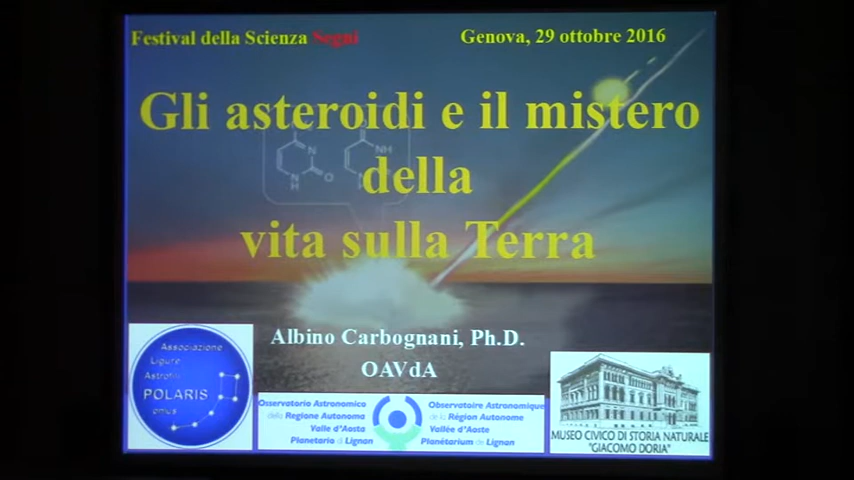 Festival della Scienza Segni
Genova, 29 ottobre 2016
Gli asteroidi e il mistero
della
vita sulla Terra
NH
N
N
O
N
H
N
O
H
Albino Carbognani, Ph.D.
OAVdA
Associazione
Ligure
Astrofili
POLARIS
onlus
Osservatorio Astronomico
della Regione Autonoma
Valle d'Aosta
Planetario di Lignan
Observatoire Astronomique
de la Région Autonome
Vallée d'Aoste
Planétarium de Lignan
MUSEO CIVICO DI STORIA NATURALE
"GIACOMO DORIA"